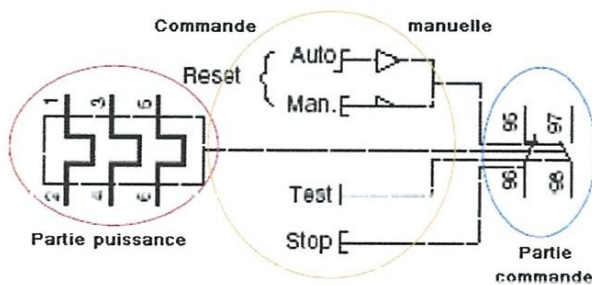 Commande manuelle
Auto
Reset
Man.
1 3 5
95 97
2 4 6
96 98
Test
Stop
Partie puissance
Partie
commande